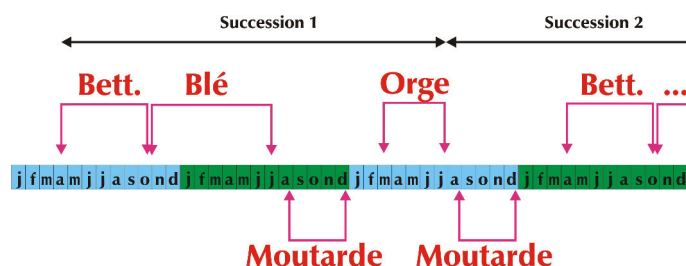 Succession 1 Succession 2
Bett. Blé Orge Bett. ...
j f m a m j j a s o n d j f m a m j j a s o n d j f m a m j j a s o n d j f m a m j j a s o n d
Moutarde Moutarde